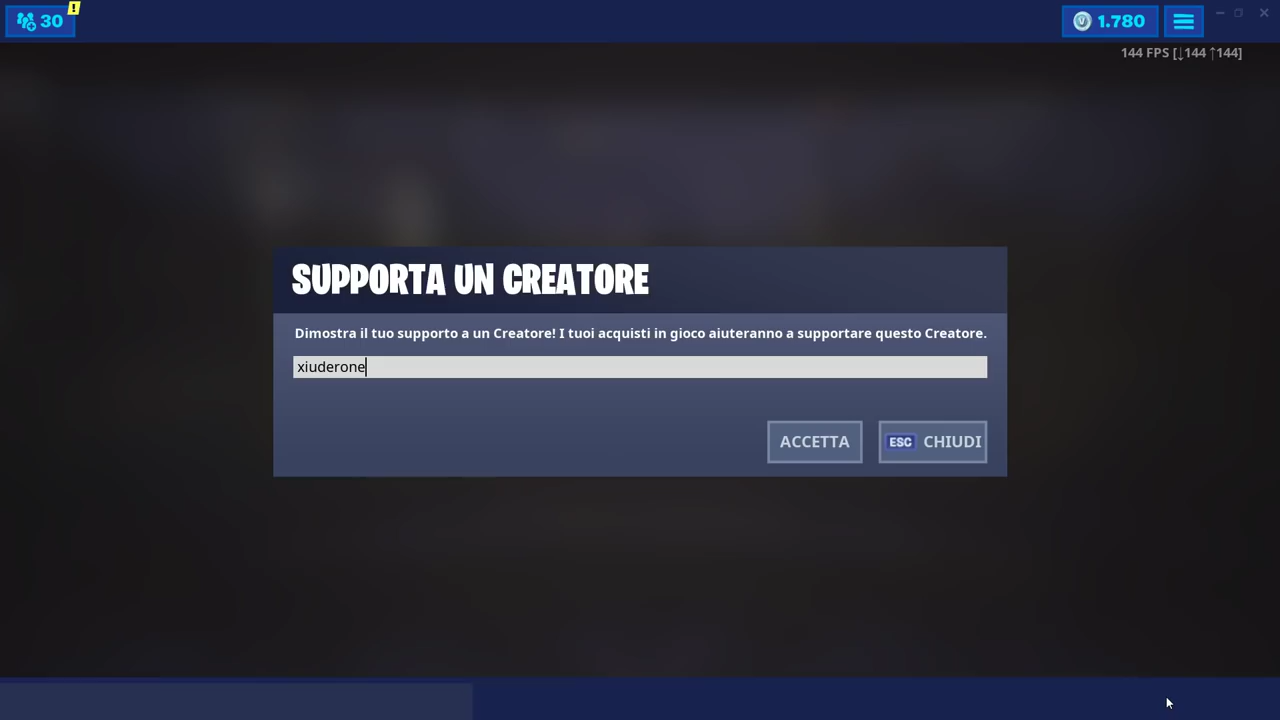 30
!
1.780
144 FPS [↓144 ↑144]
SUPPORTA UN CREATORE
Dimostra il tuo supporto a un Creatore! I tuoi acquisti in gioco aiuteranno a supportare questo Creatore.
xiuderone
ACCETTA
ESC CHIUDI